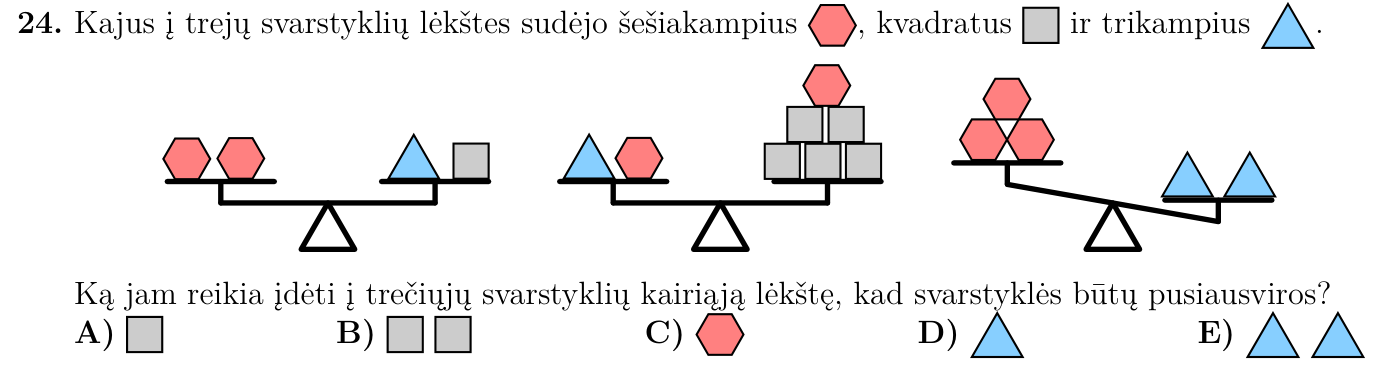 24. Kajus į trejų svarstyklių lėkštes sudėjo šešiakampius , kvadratus ir trikampius .
Ką jam reikia įdėti į trečiųjų svarstyklių kairiąją lėkštę, kad svarstyklės būtų pusiausviros?
A) B) C) D) E)